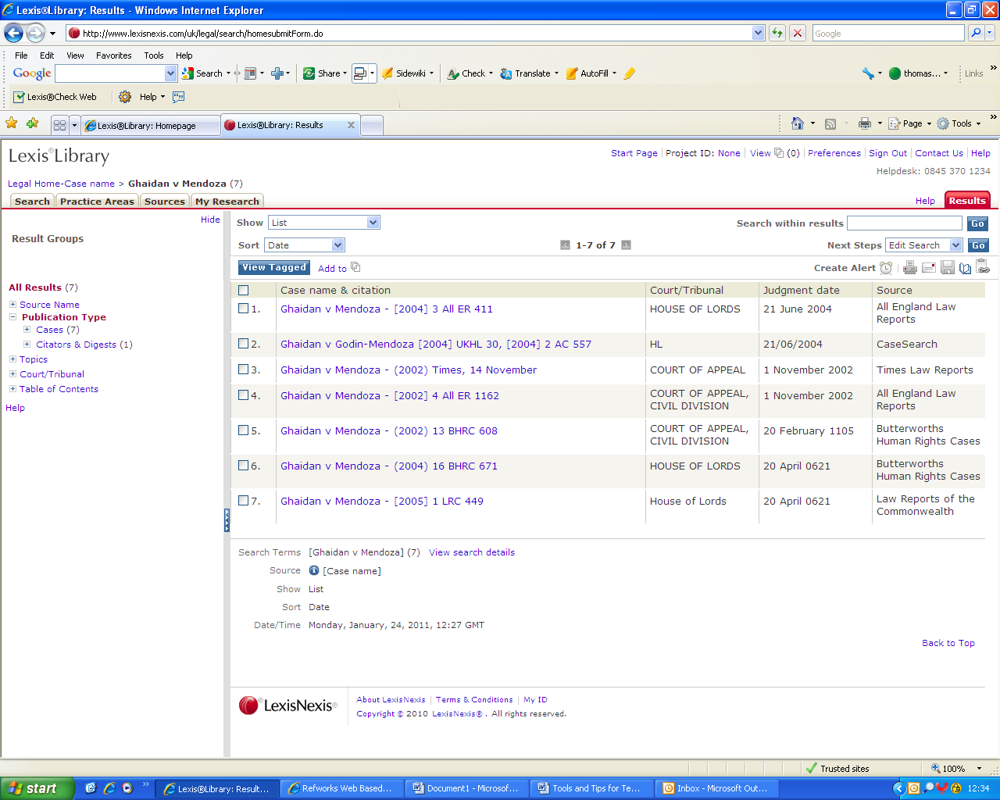 Lexis®Library: Results - Windows Internet Explorer
http://www.lexisnexis.com/uk/legal/search/homesubmitForm.do
Google
File Edit View Favorites Tools Help
Google Search Share Sidewiki Check Translate AutoFill thomas... Links
Lexis®Check Web Help
Lexis®Library: Homepage Lexis®Library: Results Page Tools
Lexis®Library
Start Page Project ID: None View (0) Preferences Sign Out Contact Us Help
Helpdesk: 0845 370 1234
Legal Home-Case name > Ghaidan v Mendoza (7)
Search Practice Areas Sources My Research Help Results
Hide
Result Groups
All Results (7)
Source Name
Publication Type
Cases (7)
Citators & Digests (1)
Topics
Court/Tribunal
Table of Contents
Help
Show List Search within results Go
Sort Date 1-7 of 7 Next Steps Edit Search Go
View Tagged Add to Create Alert
Case name & citation Court/Tribunal Judgment date Source
1. Ghaidan v Mendoza - [2004] 3 All ER 411 HOUSE OF LORDS 21 June 2004 All England Law
Reports
2. Ghaidan v Godin-Mendoza [2004] UKHL 30, [2004] 2 AC 557 HL 21/06/2004 CaseSearch
3. Ghaidan v Mendoza - (2002) Times, 14 November COURT OF APPEAL 1 November 2002 Times Law Reports
4. Ghaidan v Mendoza - [2002] 4 All ER 1162 COURT OF APPEAL, 1 November 2002 All England Law
CIVIL DIVISION Reports
5. Ghaidan v Mendoza - (2002) 13 BHRC 608 COURT OF APPEAL, 20 February 1105 Butterworths
CIVIL DIVISION Human Rights Cases
6. Ghaidan v Mendoza - (2004) 16 BHRC 671 HOUSE OF LORDS 20 April 0621 Butterworths
Human Rights Cases
7. Ghaidan v Mendoza - [2005] 1 LRC 449 House of Lords 20 April 0621 Law Reports of the
Commonwealth
Search Terms [Ghaidan v Mendoza] (7) View search details
Source [Case name]
Show List
Sort Date
Date/Time Monday, January, 24, 2011, 12:27 GMT
Back to Top
LexisNexis® About LexisNexis | Terms & Conditions | My ID
Copyright © 2010 LexisNexis® . All rights reserved.
Trusted sites 100%
start Lexis®Library: Result... Refworks Web Based... Document1 - Microsof... Tools and Tips for Te... Inbox - Microsoft Out... 12:34